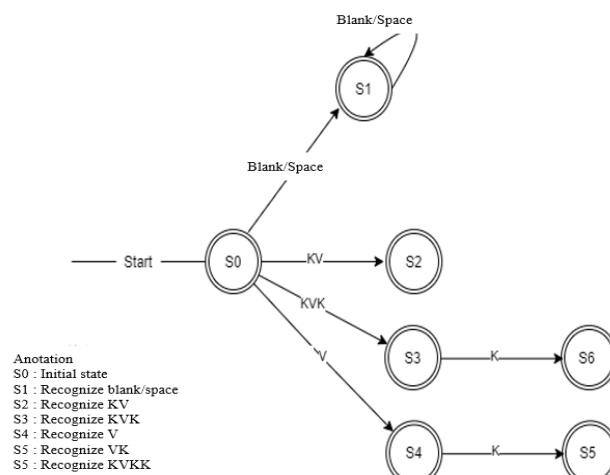 Blank/Space
S1
Blank/Space
Start
S0
KV
S2
KVK
S3
K
S6
V
S4
K
S5
Anotation
S0 : Initial state
S1 : Recognize blank/space
S2 : Recognize KV
S3 : Recognize KVK
S4 : Recognize V
S5 : Recognize VK
S5 : Recognize KVKK